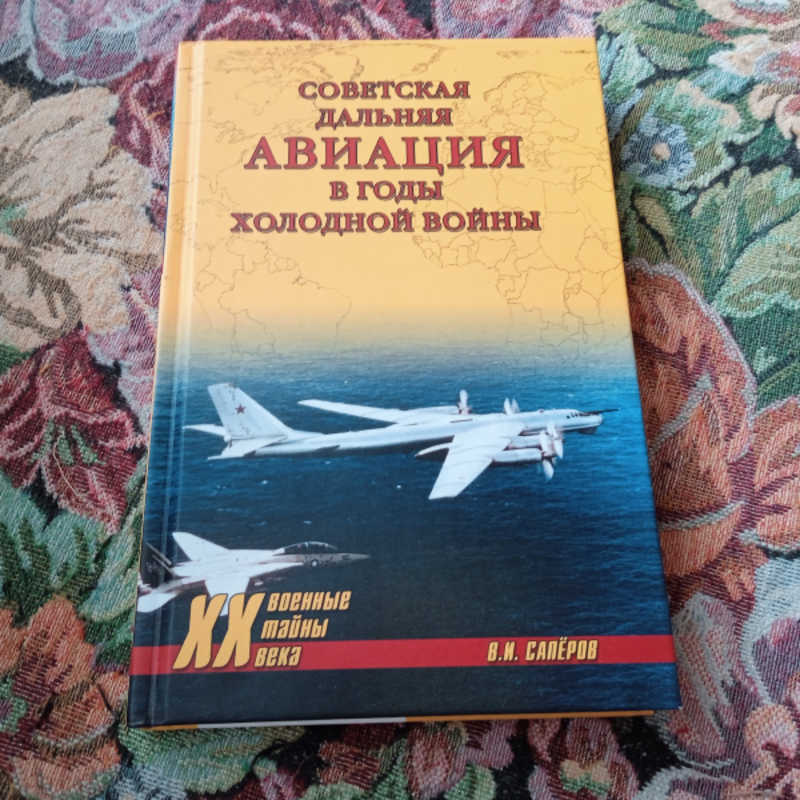 СОВЕТСКАЯ
ДАЛЬНЯЯ
АВИАЦИЯ
В ГОДЫ
ХОЛОДНОЙ ВОЙНЫ
XX
ВОЕННЫЕ
ТАЙНЫ
ВЕКА
В.И. САПЁРОВ